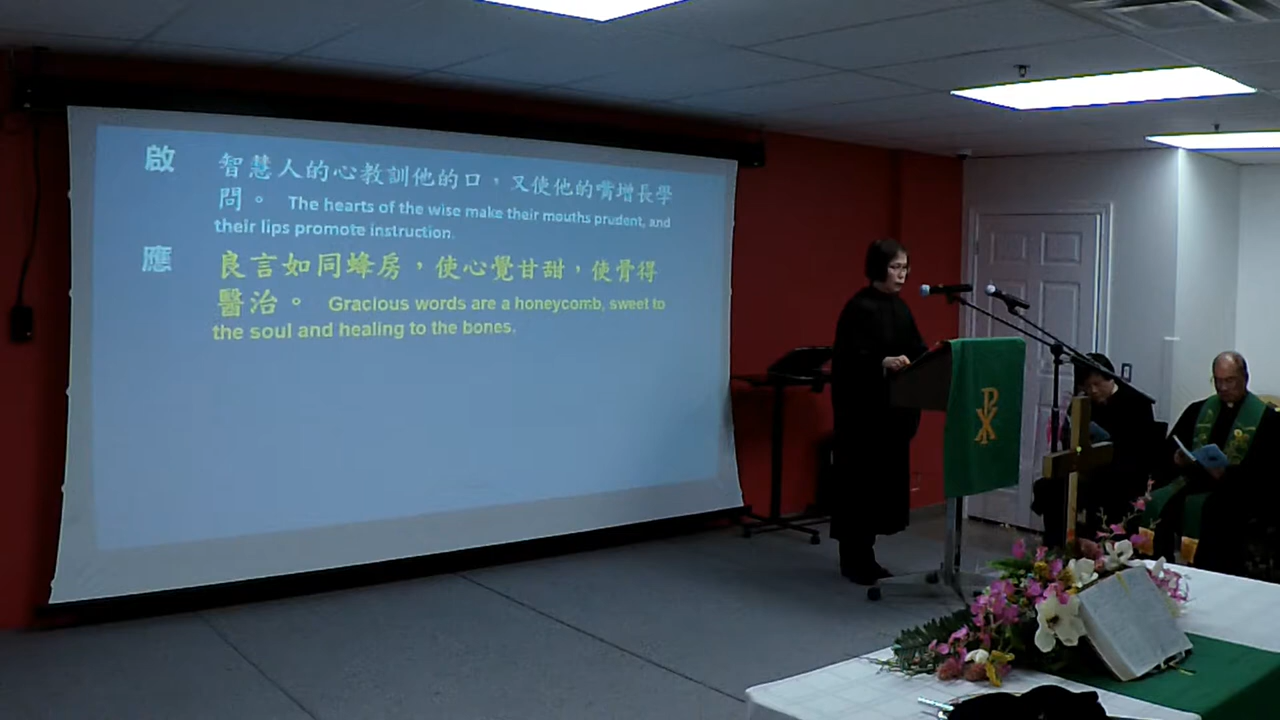 啟 智慧人的心教訓他的口，又使他的嘴增長學
問。 The hearts of the wise make their mouths prudent, and
their lips promote instruction.
應 良言如同蜂房，使心覺甘甜，使骨得
醫治。 Gracious words are a honeycomb, sweet to
the soul and healing to the bones.